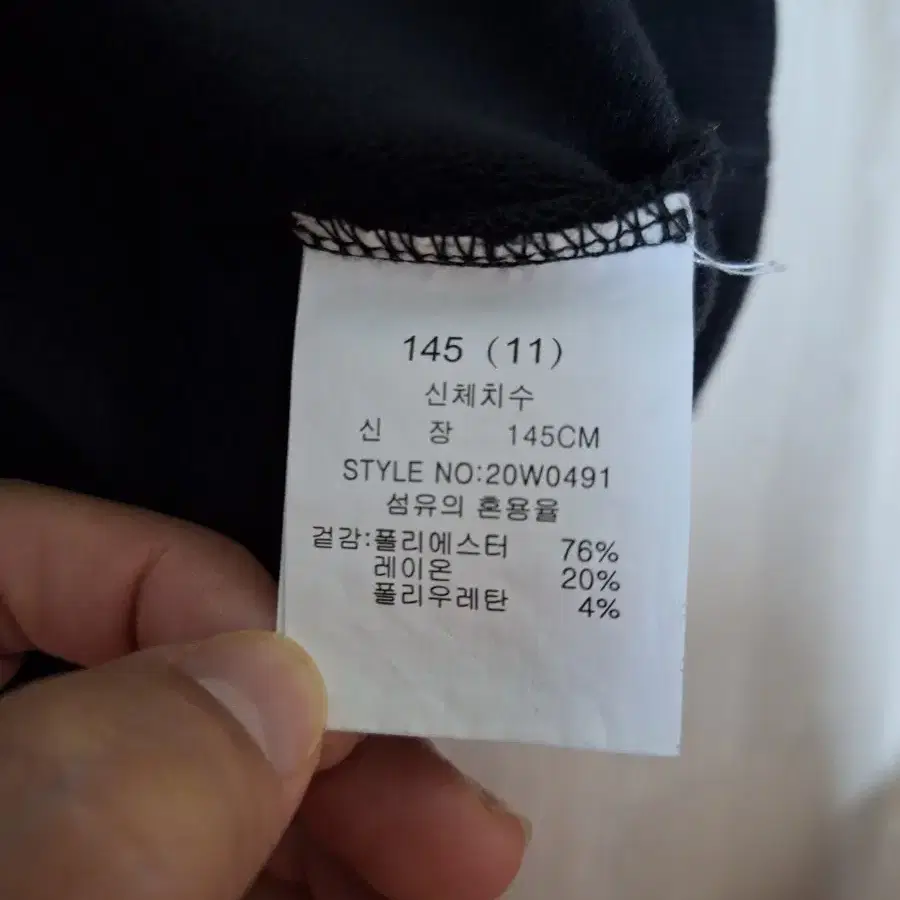 145 (11)
신체치수
신 장 145CM
STYLE NO:20W0491
섬유의 혼용율
겉감:폴리에스터 76%
레이온 20%
폴리우레탄 4%